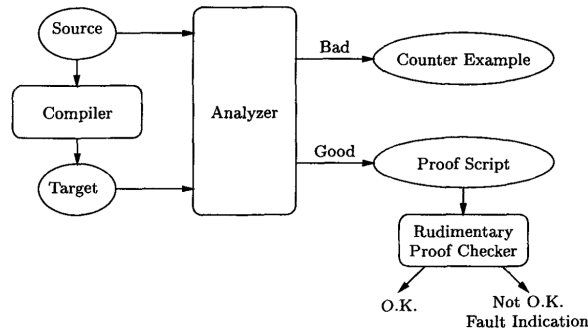 Source
Bad
Counter Example
Compiler
Analyzer
Good
Target
Proof Script
Rudimentary
Proof Checker
O.K.
Not O.K.
Fault Indication